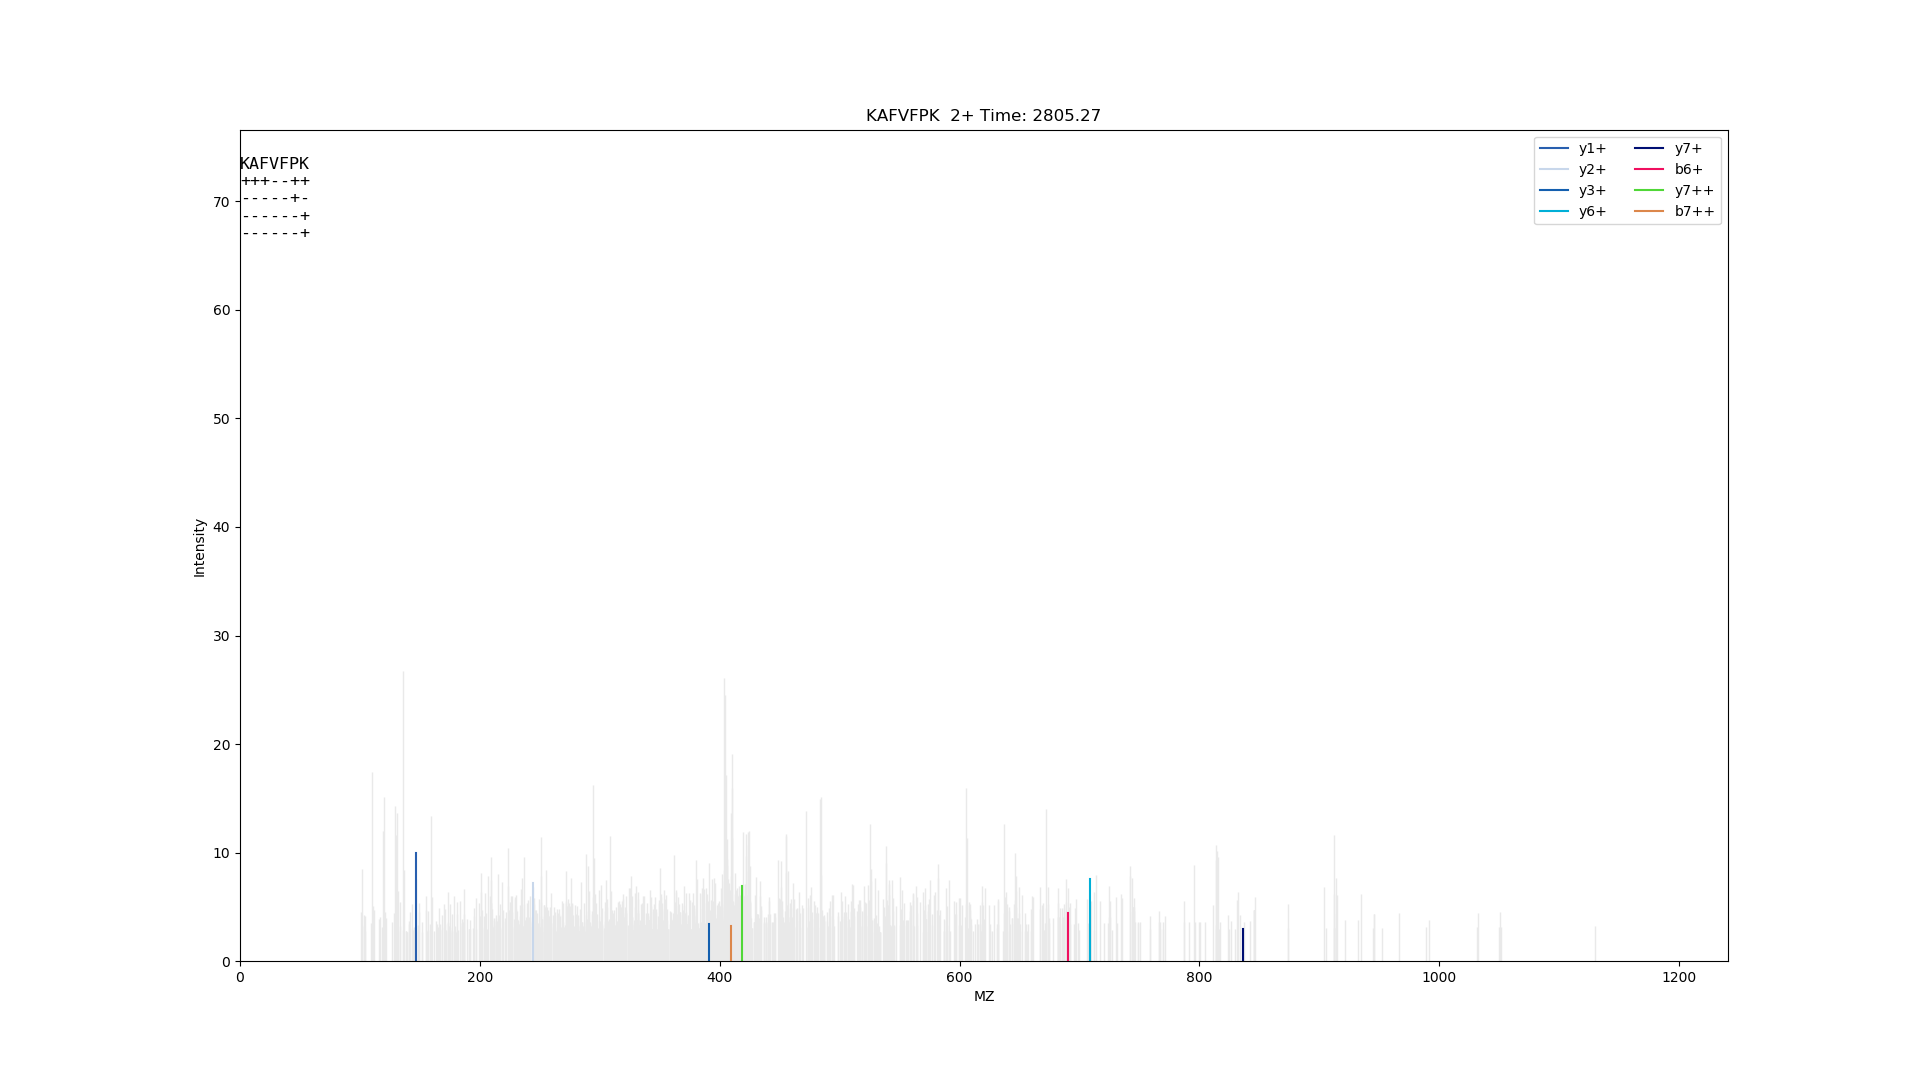 KAFVFPK  2+ Time: 2805.27
KAFVFPK
+++--++
-----+-
------+
------+
y1+
y2+
y3+
y6+
y7+
b6+
y7++
b7++
70
60
50
40
30
20
10
0
Intensity
0 200 400 600 800 1000 1200
MZ